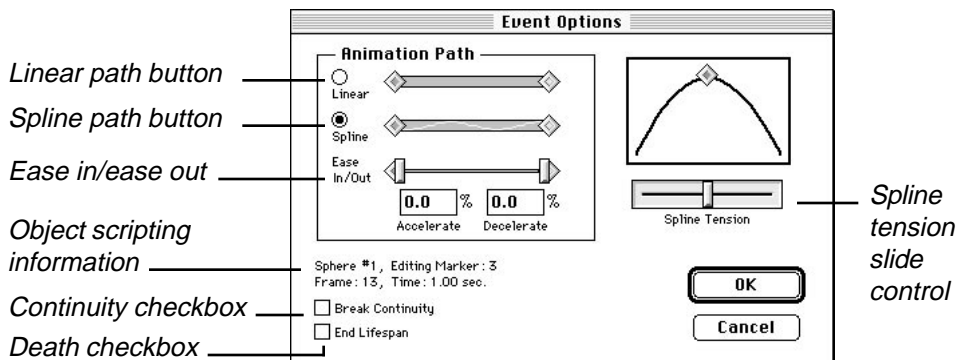 Event Options
Animation Path
Linear path button
Linear
Spline path button
Spline
Ease in/ease out
Ease
In/Out
0.0 % 0.0 %
Accelerate Decelerate
Spline Tension
Spline
tension
slide
control
Object scripting
information
Sphere #1, Editing Marker: 3
Frame: 13, Time: 1.00 sec.
Continuity checkbox
Break Continuity
Death checkbox
End Lifespan
OK
Cancel